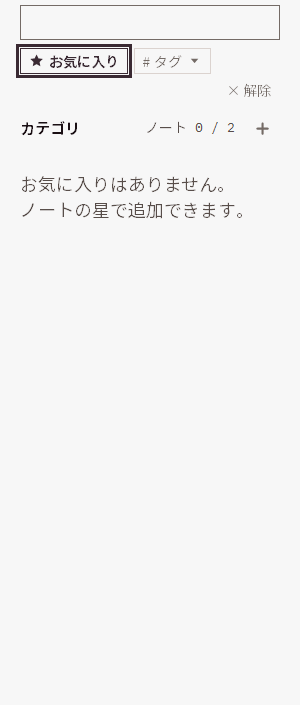 ★ お気に入り # タグ ▼
× 解除
カテゴリ ノート 0 / 2 +
お気に入りはありません。
ノートの星で追加できます。